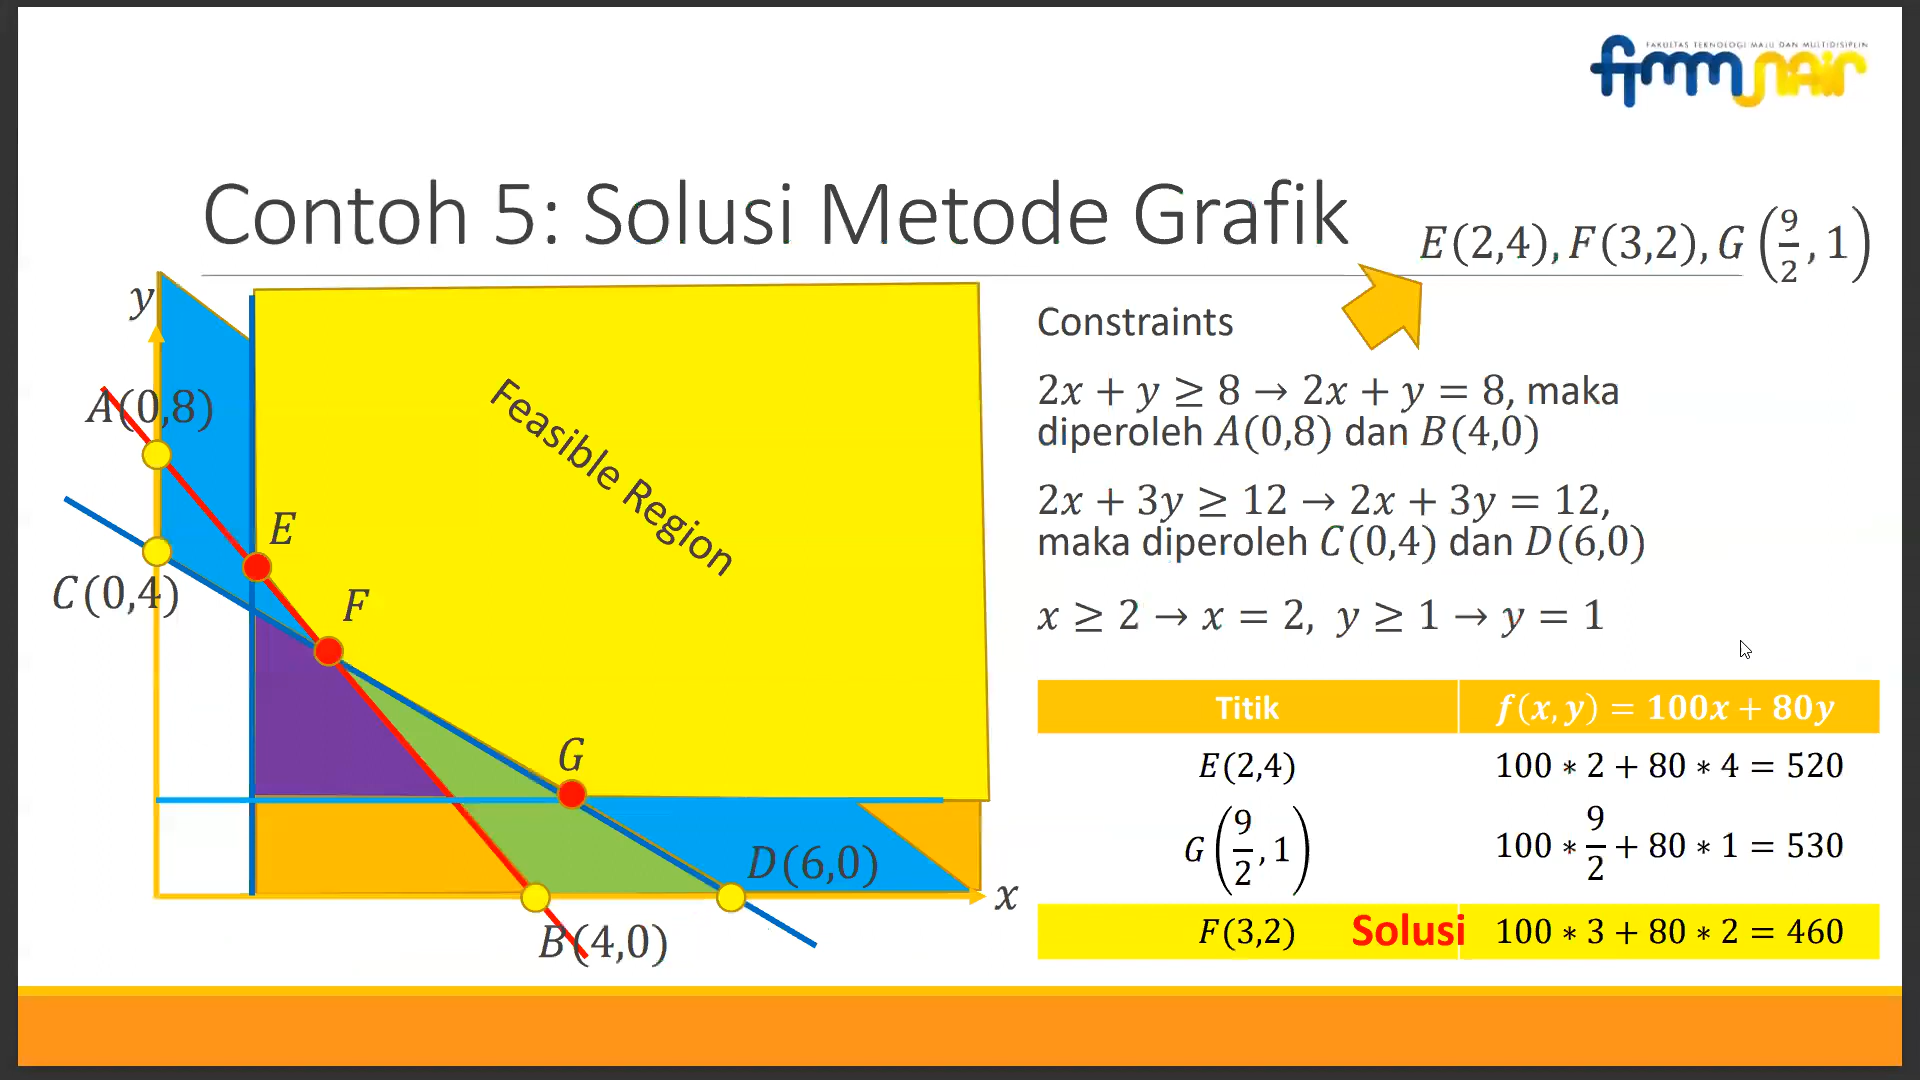 FAKULTAS TEKNOLOGI MAJU DAN MULTIDISIPLIN
ftmm UNAIR
Contoh 5: Solusi Metode Grafik
E(2,4), F(3,2), G(9/2, 1)
y
A(0,8)
E
C(0,4)
F
Feasible Region
G
D(6,0)
x
B(4,0)
Constraints
2x + y ≥ 8 → 2x + y = 8, maka
diperoleh A(0,8) dan B(4,0)
2x + 3y ≥ 12 → 2x + 3y = 12,
maka diperoleh C(0,4) dan D(6,0)
x ≥ 2 → x = 2, y ≥ 1 → y = 1
Titik f(x, y) = 100x + 80y
E(2,4) 100 * 2 + 80 * 4 = 520
G(9/2, 1) 100 * 9/2 + 80 * 1 = 530
F(3,2) Solusi 100 * 3 + 80 * 2 = 460